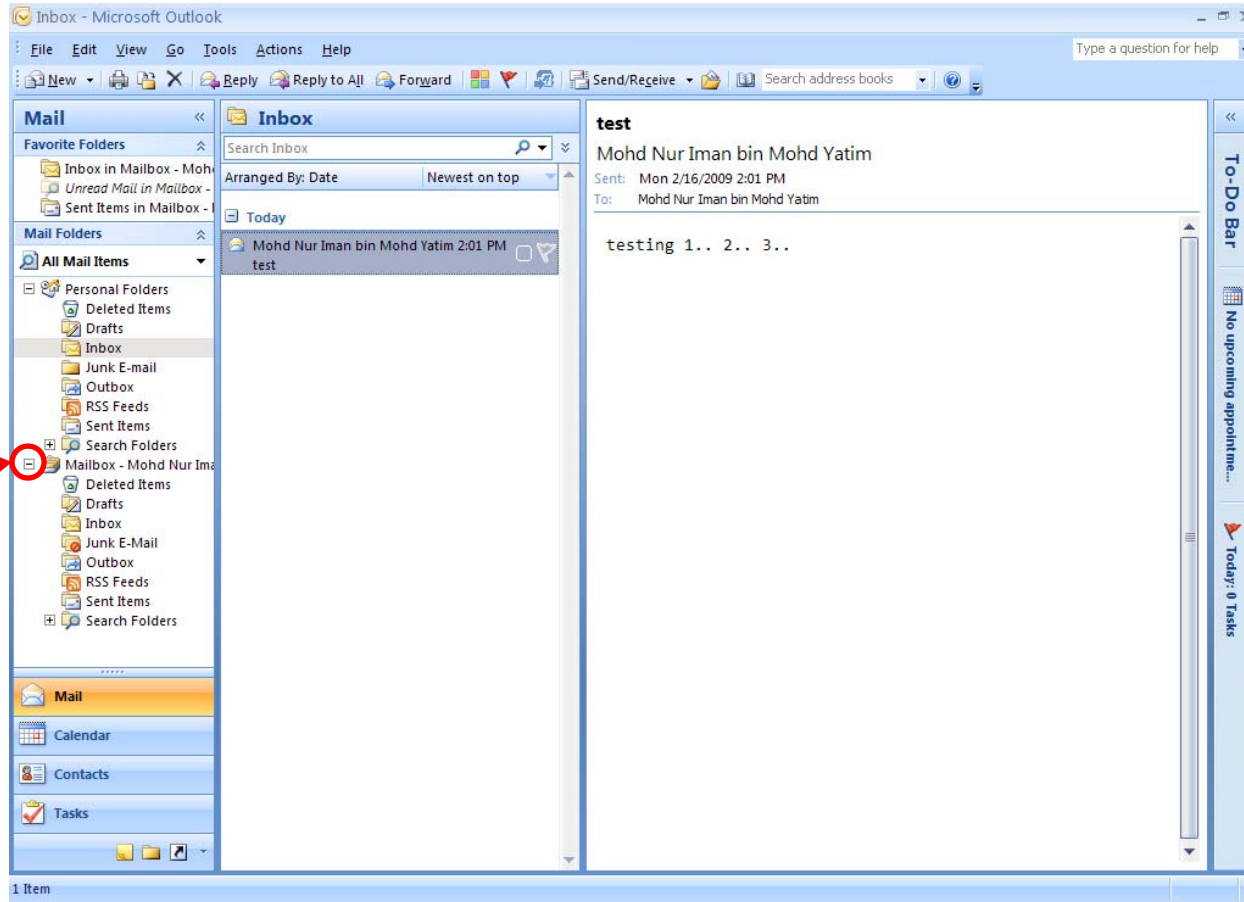 Inbox - Microsoft Outlook
File Edit View Go Tools Actions Help
Type a question for help
New Reply Reply to All Forward Send/Receive Search address books
Mail
Favorite Folders
Inbox in Mailbox - Moh
Unread Mail in Mailbox -
Sent Items in Mailbox -
Mail Folders
All Mail Items
Personal Folders
Deleted Items
Drafts
Inbox
Junk E-mail
Outbox
RSS Feeds
Sent Items
Search Folders
Mailbox - Mohd Nur Ima
Deleted Items
Drafts
Inbox
Junk E-Mail
Outbox
RSS Feeds
Sent Items
Search Folders
Mail
Calendar
Contacts
Tasks
Inbox
Search Inbox
Arranged By: Date Newest on top
Today
Mohd Nur Iman bin Mohd Yatim 2:01 PM
test
test
Mohd Nur Iman bin Mohd Yatim
Sent: Mon 2/16/2009 2:01 PM
To: Mohd Nur Iman bin Mohd Yatim
testing 1.. 2.. 3..
To-Do Bar
No upcoming appointme...
Today: 0 Tasks
1 Item